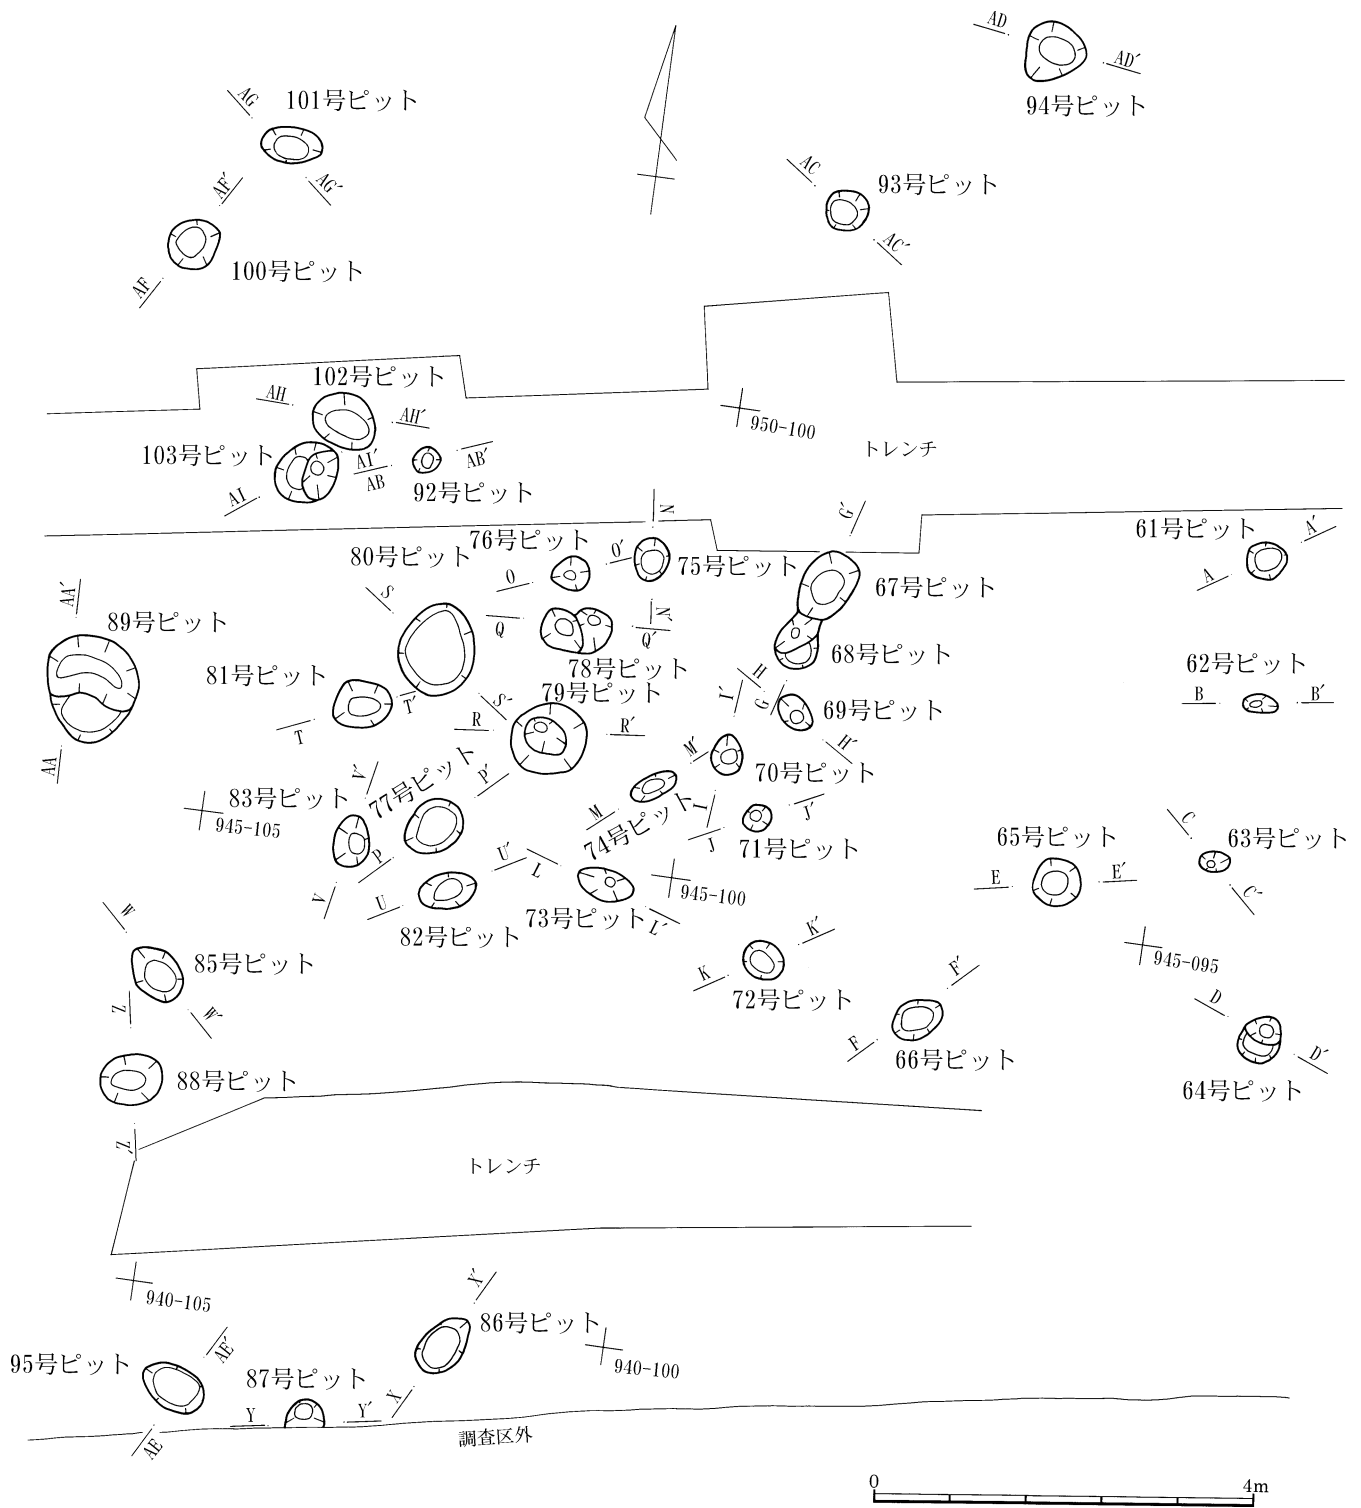 AD
AD´
94号ピット
AG
101号ピット
AG´
AF´
100号ピット
AF
AC
93号ピット
AC´
102号ピット
AH
AH´
103号ピット
AI´
AB
AB´
AI
92号ピット
950-100
トレンチ
N
G´
61号ピット
A´
A
76号ピット
80号ピット
O´
O
75号ピット
67号ピット
AA´
89号ピット
S
Q
N´
Q´
78号ピット
68号ピット
62号ピット
B
B´
81号ピット
T´
T
S´
79号ピット
R
R´
H
G
I´
69号ピット
H´
AA
M´
70号ピット
V´
77号ピット
P´
83号ピット
945-105
M
74号ピット
I
J´
J
71号ピット
P
V
U´
U
82号ピット
L
73号ピット
L´
945-100
65号ピット
E
E´
C
63号ピット
C´
W
85号ピット
W´
K´
K
72号ピット
945-095
F´
F
66号ピット
D
D´
64号ピット
Z
88号ピット
Z´
トレンチ
940-105
X´
86号ピット
X
940-100
95号ピット
AE´
AE
87号ピット
Y
Y´
調査区外
0
4m